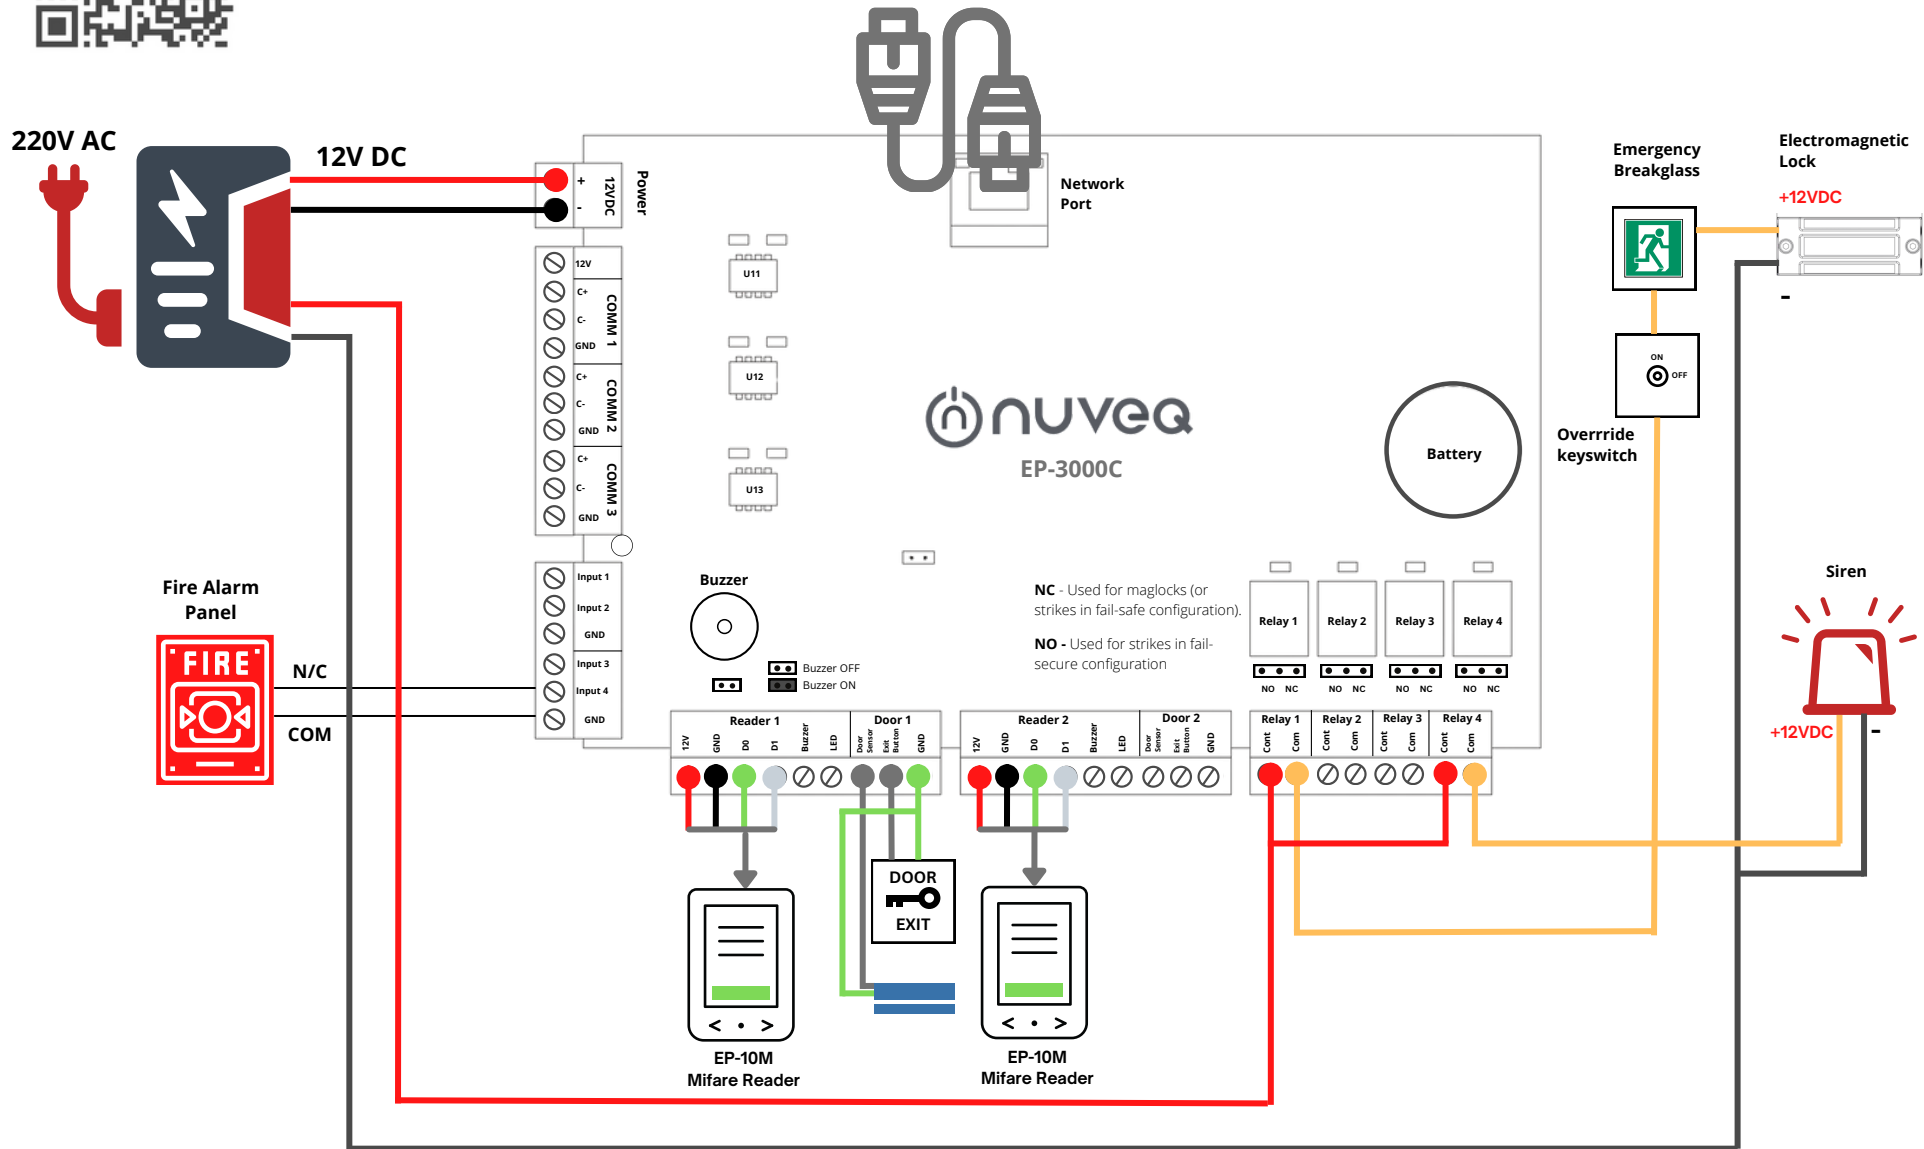 220V AC
12V DC
+
-
12VDC
Power
Network
Port
Emergency
Breakglass
Electromagnetic
Lock
+12VDC
-
12V
C+
C-
GND
COMM 1
C+
C-
GND
COMM 2
C+
C-
GND
COMM 3
U11
U12
U13
nuveq
EP-3000C
Battery
ON
OFF
Overrride
keyswitch
Fire Alarm
Panel
FIRE
N/C
COM
Input 1
Input 2
GND
Input 3
Input 4
GND
Buzzer
Buzzer OFF
Buzzer ON
NC - Used for maglocks (or
strikes in fail-safe configuration).
NO - Used for strikes in fail-
secure configuration
Relay 1
Relay 2
Relay 3
Relay 4
NO NC
NO NC
NO NC
NO NC
Siren
+12VDC
-
Reader 1
12V
GND
D0
D1
Buzzer
LED
Door 1
Door
Sensor
Exit
Button
GND
Reader 2
12V
GND
D0
D1
Buzzer
LED
Door 2
Door
Sensor
Exit
Button
GND
Relay 1
Cont
Com
Relay 2
Cont
Com
Relay 3
Cont
Com
Relay 4
Cont
Com
DOOR
EXIT
EP-10M
Mifare Reader
EP-10M
Mifare Reader